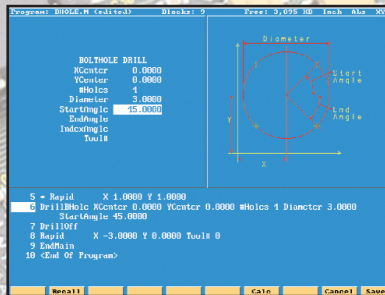 Program: BHOLE.M (edited) Blocks: 9 Free: 3,095 KB Inch Abs XY
BOLTHOLE DRILL
XCenter 0.0000
YCenter 0.0000
#Holes 1
Diameter 3.0000
StartAngle 15.0000
EndAngle
IndexAngle
Tool#
Diameter
Start
Angle
End
Angle
Y
X
5 = Rapid X 1.0000 Y 1.0000
6 DrillBHole XCenter 0.0000 YCenter 0.0000 #Holes 1 Diameter 3.0000
StartAngle 45.0000
7 DrillOff
8 Rapid X -3.0000 Y 0.0000 Tool# 0
9 EndMain
10 <End Of Program>
Recall Calc Cancel Save